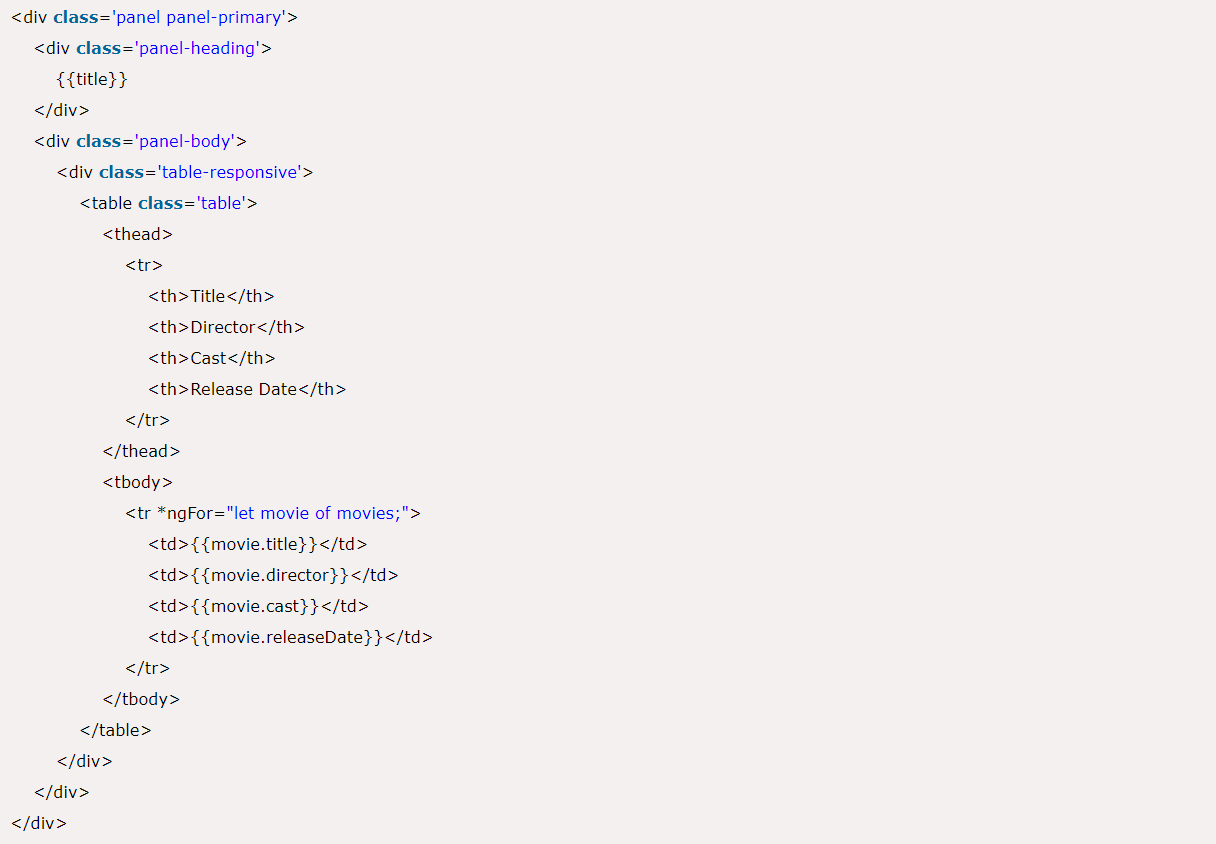 <div class='panel panel-primary'>
<div class='panel-heading'>
{{title}}
</div>
<div class='panel-body'>
<div class='table-responsive'>
<table class='table'>
<thead>
<tr>
<th>Title</th>
<th>Director</th>
<th>Cast</th>
<th>Release Date</th>
</tr>
</thead>
<tbody>
<tr *ngFor="let movie of movies;">
<td>{{movie.title}}</td>
<td>{{movie.director}}</td>
<td>{{movie.cast}}</td>
<td>{{movie.releaseDate}}</td>
</tr>
</tbody>
</table>
</div>
</div>
</div>